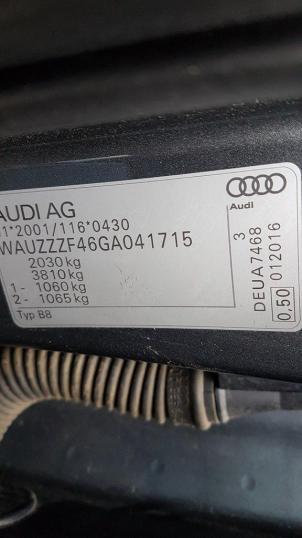 AUDI AG
1*2001/116*0430
WAUZZZF46GA041715
2030 kg
3810 kg
1- 1060 kg
2- 1065 kg
Typ B8
Audi
3
DEUA7468
0,50 012016